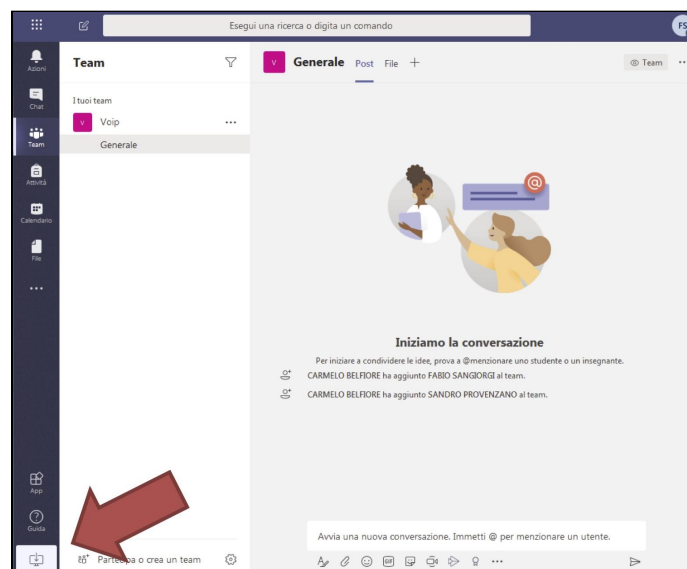 Esegui una ricerca o digita un comando
FS
Azioni
Chat
Team
Attività
Calendario
File
App
Guida
Team
I tuoi team
V Voip
Generale
Partecipa o crea un team
V Generale Post File
Team
Iniziamo la conversazione
Per iniziare a condividere le idee, prova a @menzionare uno studente o un insegnante.
CARMELO BELFIORE ha aggiunto FABIO SANGIORGI al team.
CARMELO BELFIORE ha aggiunto SANDRO PROVENZANO al team.
Avvia una nuova conversazione. Immetti @ per menzionare un utente.
GIF